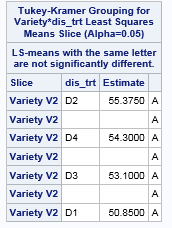 Tukey-Kramer Grouping for
Variety*dis_trt Least Squares
Means Slice (Alpha=0.05)
LS-means with the same letter
are not significantly different.
Slice dis_trt Estimate
Variety V2 D2 55.3750 A
Variety V2 A
Variety V2 D4 54.3000 A
Variety V2 A
Variety V2 D3 53.1000 A
Variety V2 A
Variety V2 D1 50.8500 A